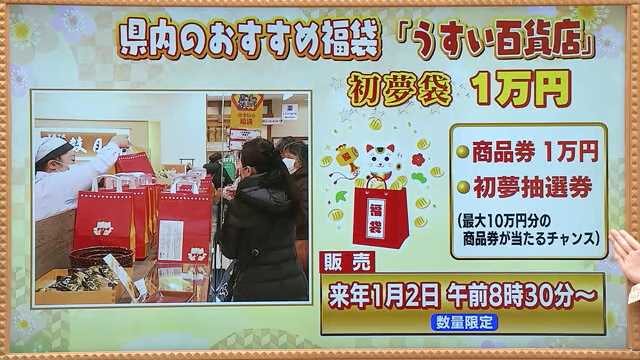 県内のおすすめ福袋「うすい百貨店」
初夢袋 1万円
商品券 1万円
初夢抽選券
(最大10万円分の
商品券が当たるチャンス)
福袋
販売
来年1月2日 午前8時30分～
数量限定